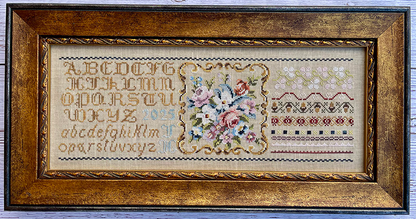 ABCDEFG
HIJKLMN
OPQRSTU
VWXYZ
abcdefghijklm
nopqrstuvwxyz